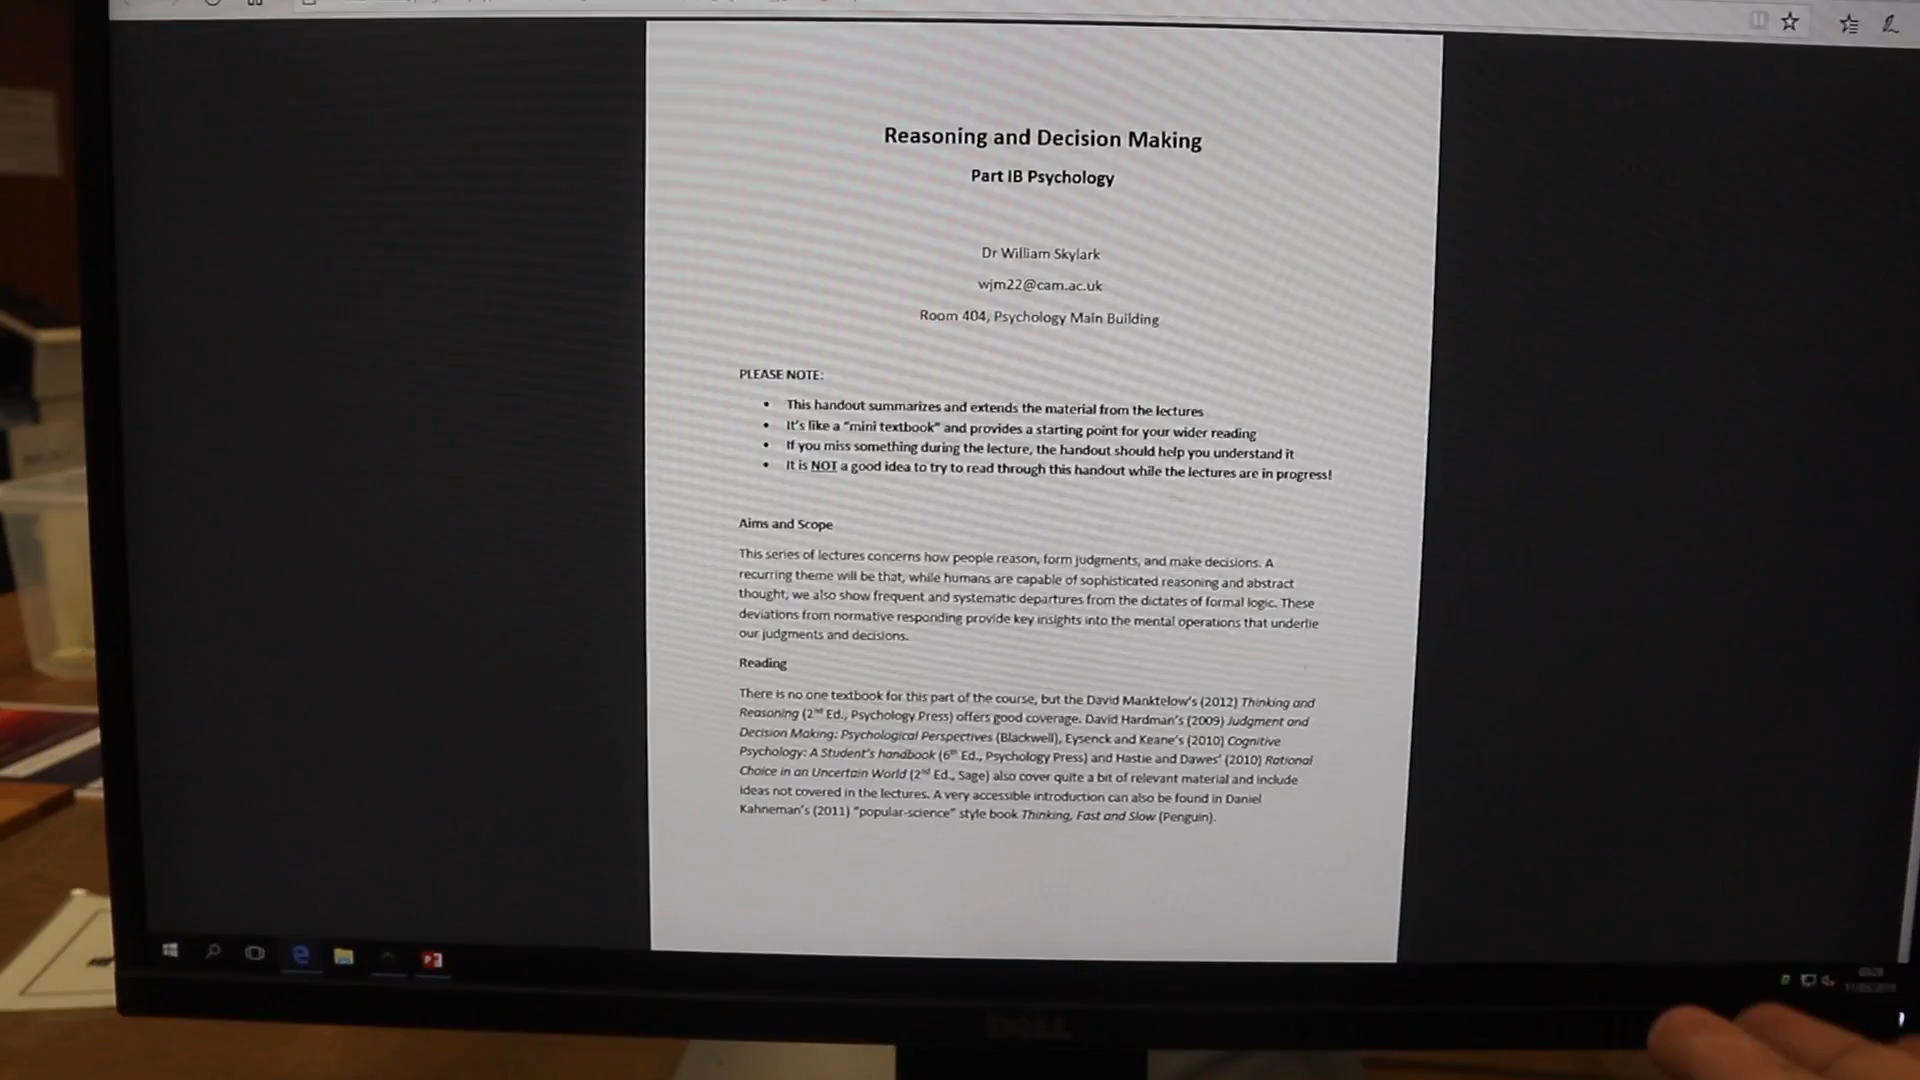 Reasoning and Decision Making
Part IB Psychology
Dr William Skylark
wjm22@cam.ac.uk
Room 404, Psychology Main Building
PLEASE NOTE:
• This handout summarizes and extends the material from the lectures
• It's like a "mini textbook" and provides a starting point for your wider reading
• If you miss something during the lecture, the handout should help you understand it
• It is NOT a good idea to try to read through this handout while the lectures are in progress!
Aims and Scope
This series of lectures concerns how people reason, form judgments, and make decisions. A
recurring theme will be that, while humans are capable of sophisticated reasoning and abstract
thought, we also show frequent and systematic departures from the dictates of formal logic. These
deviations from normative responding provide key insights into the mental operations that underlie
our judgments and decisions.
Reading
There is no one textbook for this part of the course, but the David Manktelow's (2012) Thinking and
Reasoning (2nd Ed., Psychology Press) offers good coverage. David Hardman's (2009) Judgment and
Decision Making: Psychological Perspectives (Blackwell), Eysenck and Keane's (2010) Cognitive
Psychology: A Student's handbook (6th Ed., Psychology Press) and Hastie and Dawes' (2010) Rational
Choice in an Uncertain World (2nd Ed., Sage) also cover quite a bit of relevant material and include
ideas not covered in the lectures. A very accessible introduction can also be found in Daniel
Kahneman's (2011) "popular-science" style book Thinking, Fast and Slow (Penguin).
DELL